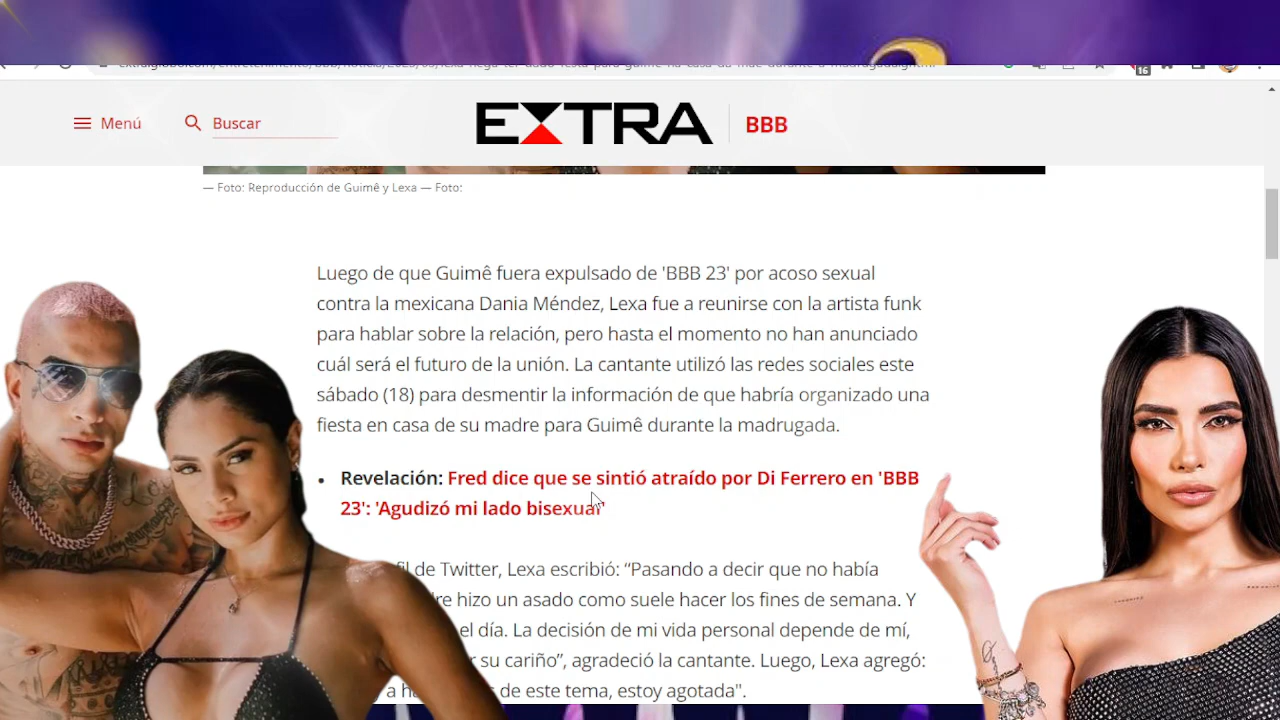 16
Menú
Buscar
EXTRA
BBB
— Foto: Reproducción de Guimê y Lexa — Foto:
Luego de que Guimê fuera expulsado de 'BBB 23' por acoso sexual
contra la mexicana Dania Méndez, Lexa fue a reunirse con la artista funk
para hablar sobre la relación, pero hasta el momento no han anunciado
cuál será el futuro de la unión. La cantante utilizó las redes sociales este
sábado (18) para desmentir la información de que habría organizado una
fiesta en casa de su madre para Guimê durante la madrugada.
• Revelación: Fred dice que se sintió atraído por Di Ferrero en 'BBB
23': 'Agudizó mi lado bisexual'
de Twitter, Lexa escribió: “Pasando a decir que no había
hizo un asado como suele hacer los fines de semana. Y
el día. La decisión de mi vida personal depende de mí,
su cariño”, agradeció la cantante. Luego, Lexa agregó:
de este tema, estoy agotada".